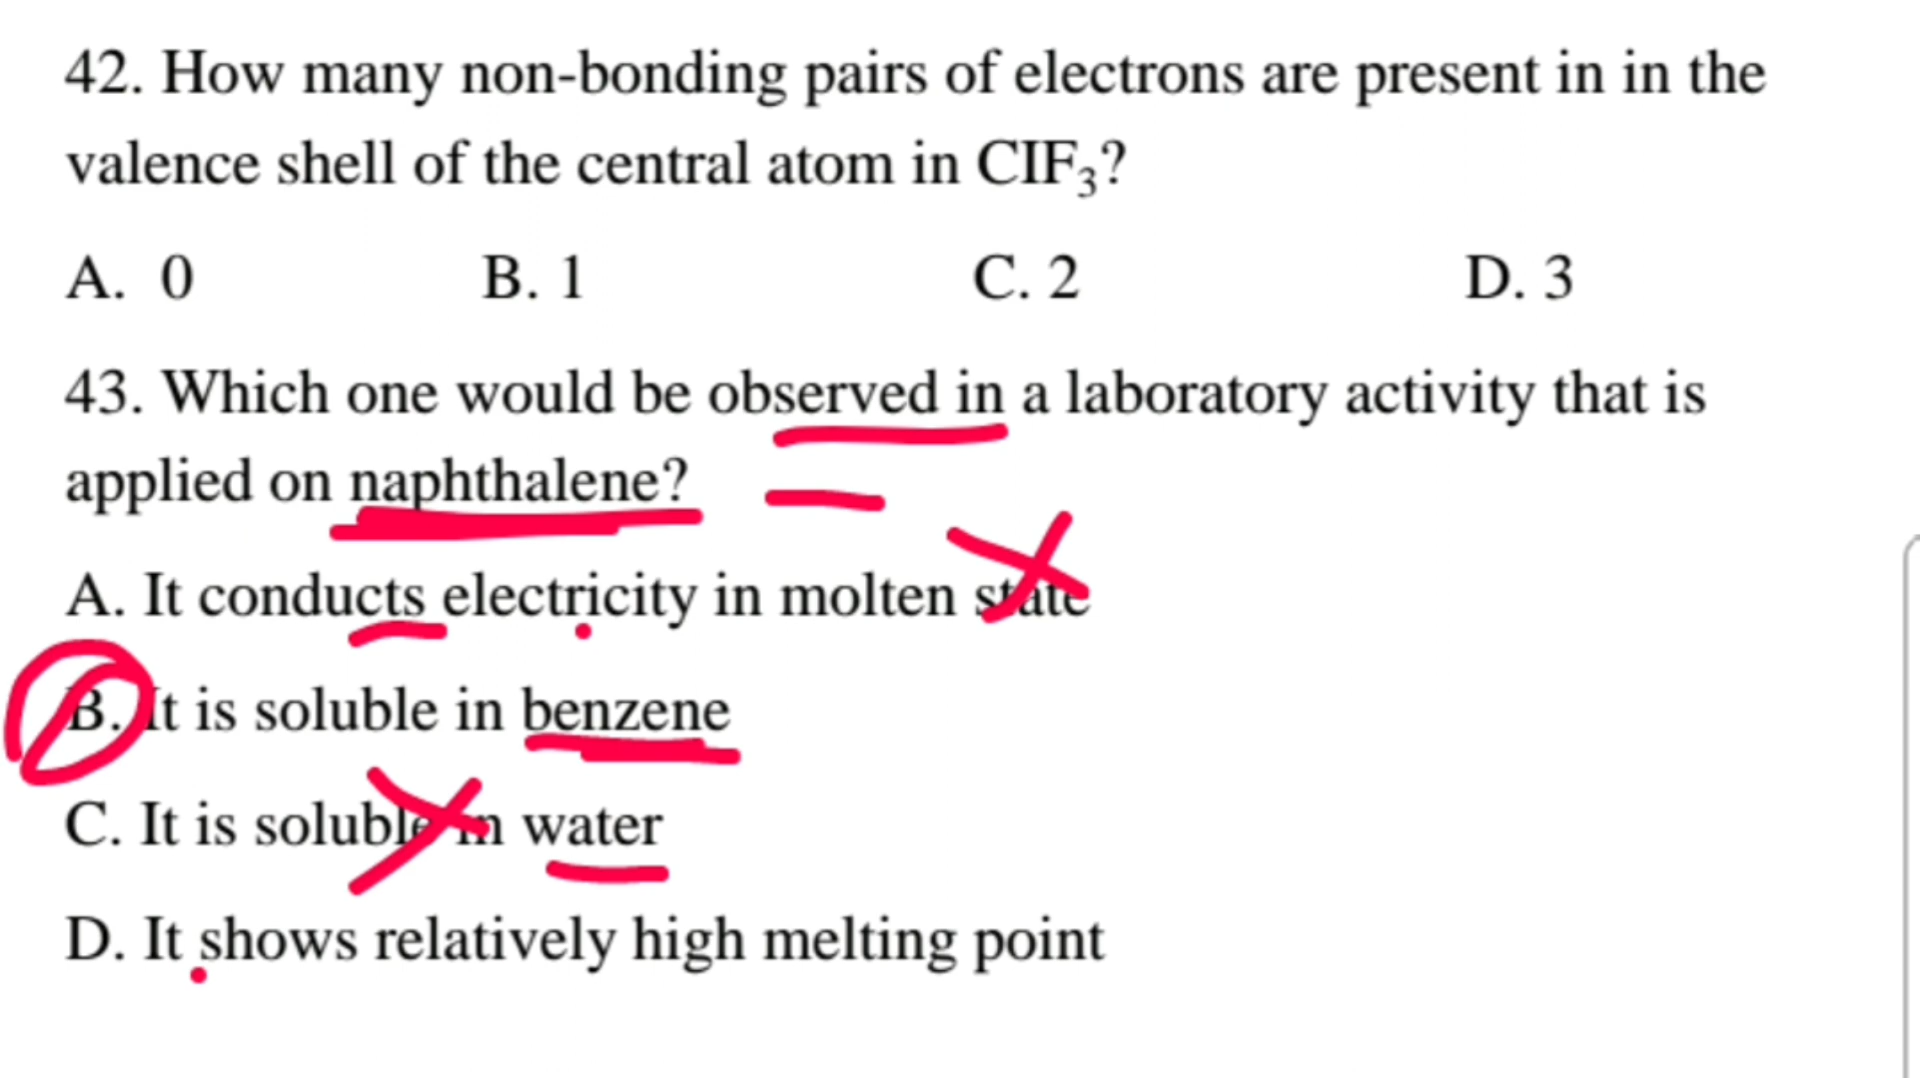 42. How many non-bonding pairs of electrons are present in in the
valence shell of the central atom in CIF₃?
A. 0 B. 1 C. 2 D. 3
43. Which one would be observed in a laboratory activity that is
applied on naphthalene?
A. It conducts electricity in molten state
B. It is soluble in benzene
C. It is soluble in water
D. It shows relatively high melting point